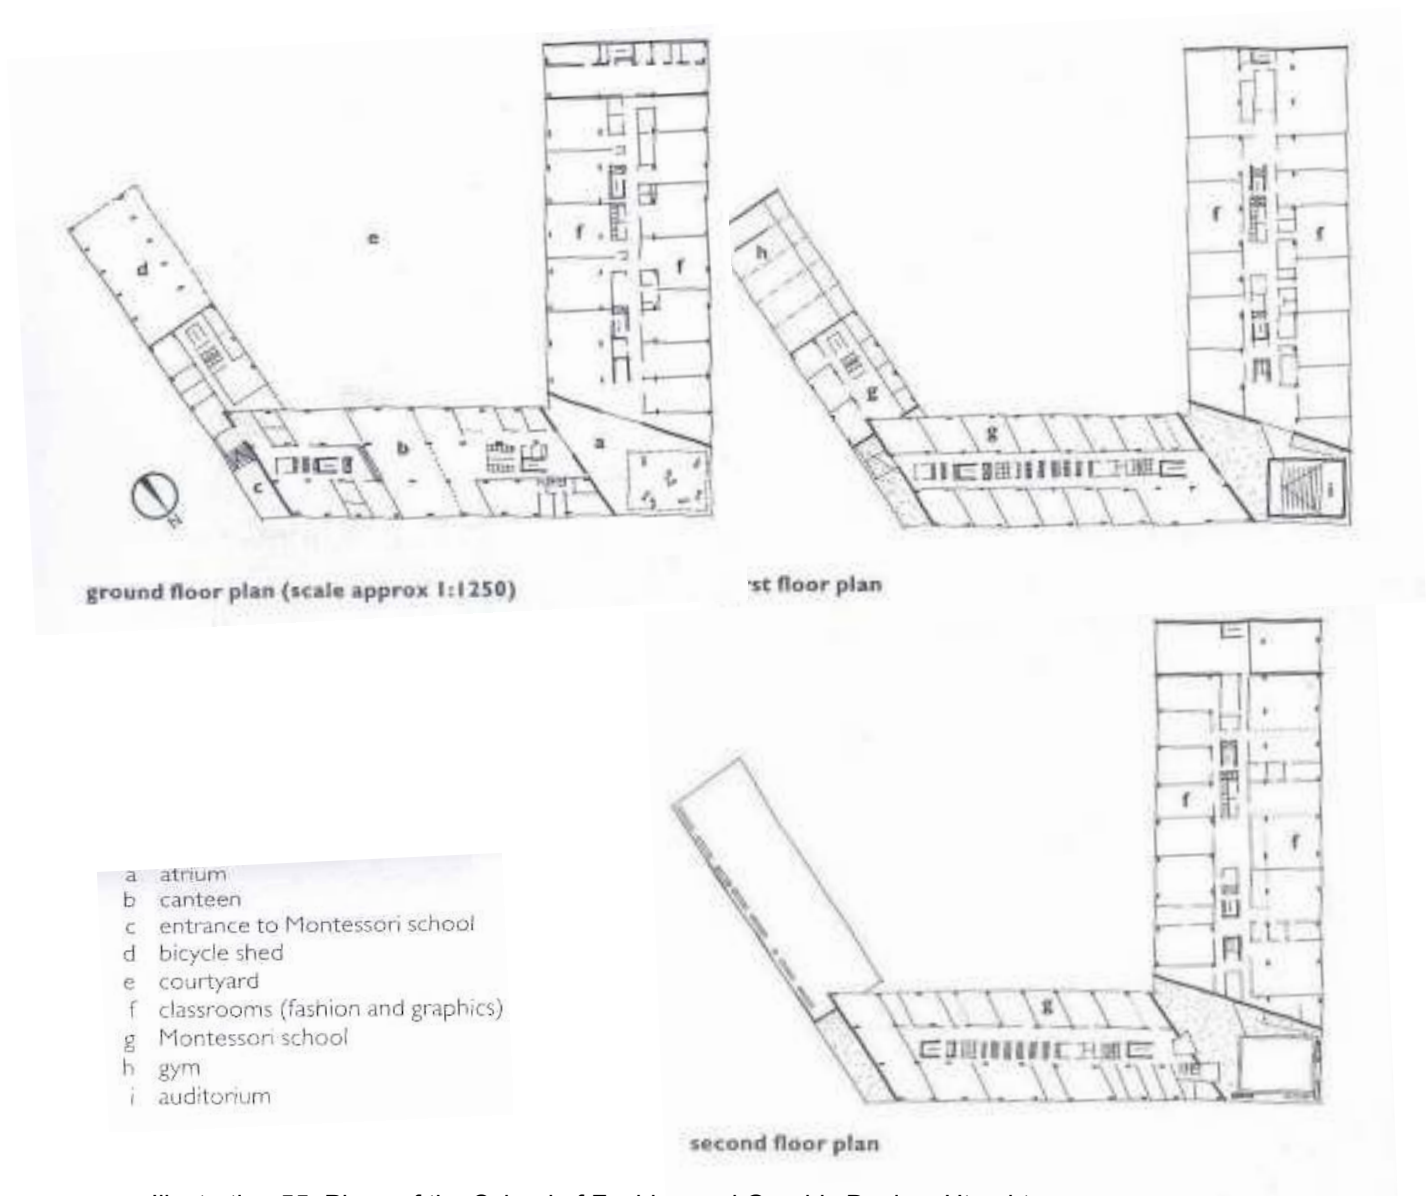 f
f
e
d
b
a
c
N
ground floor plan (scale approx 1:1250)
f
f
h
g
g
i
rst floor plan
f
f
g
second floor plan
a atrium
b canteen
c entrance to Montessori school
d bicycle shed
e courtyard
f classrooms (fashion and graphics)
g Montessori school
h gym
i auditorium